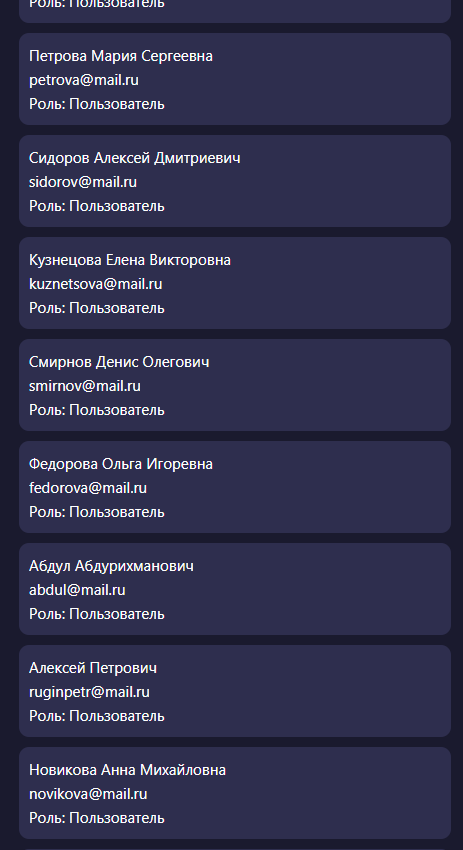 Роль: Пользователь
Петрова Мария Сергеевна
petrova@mail.ru
Роль: Пользователь
Сидоров Алексей Дмитриевич
sidorov@mail.ru
Роль: Пользователь
Кузнецова Елена Викторовна
kuznetsova@mail.ru
Роль: Пользователь
Смирнов Денис Олегович
smirnov@mail.ru
Роль: Пользователь
Федорова Ольга Игоревна
fedorova@mail.ru
Роль: Пользователь
Абдул Абдурихманович
abdul@mail.ru
Роль: Пользователь
Алексей Петрович
ruginpetr@mail.ru
Роль: Пользователь
Новикова Анна Михайловна
novikova@mail.ru
Роль: Пользователь